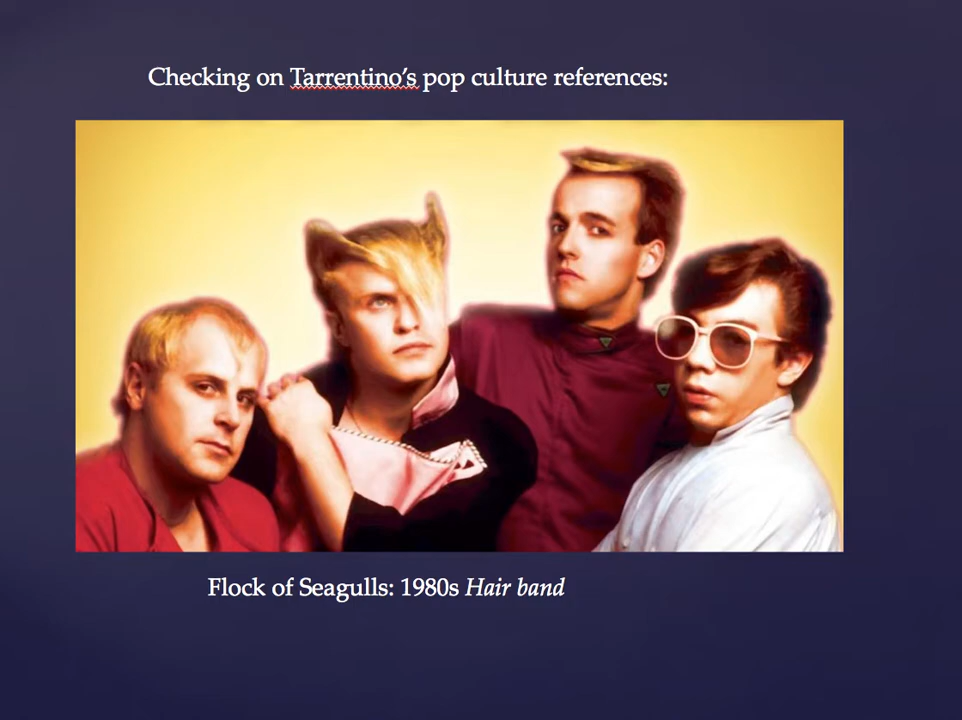 Checking on Tarrentino’s pop culture references:
Flock of Seagulls: 1980s Hair band